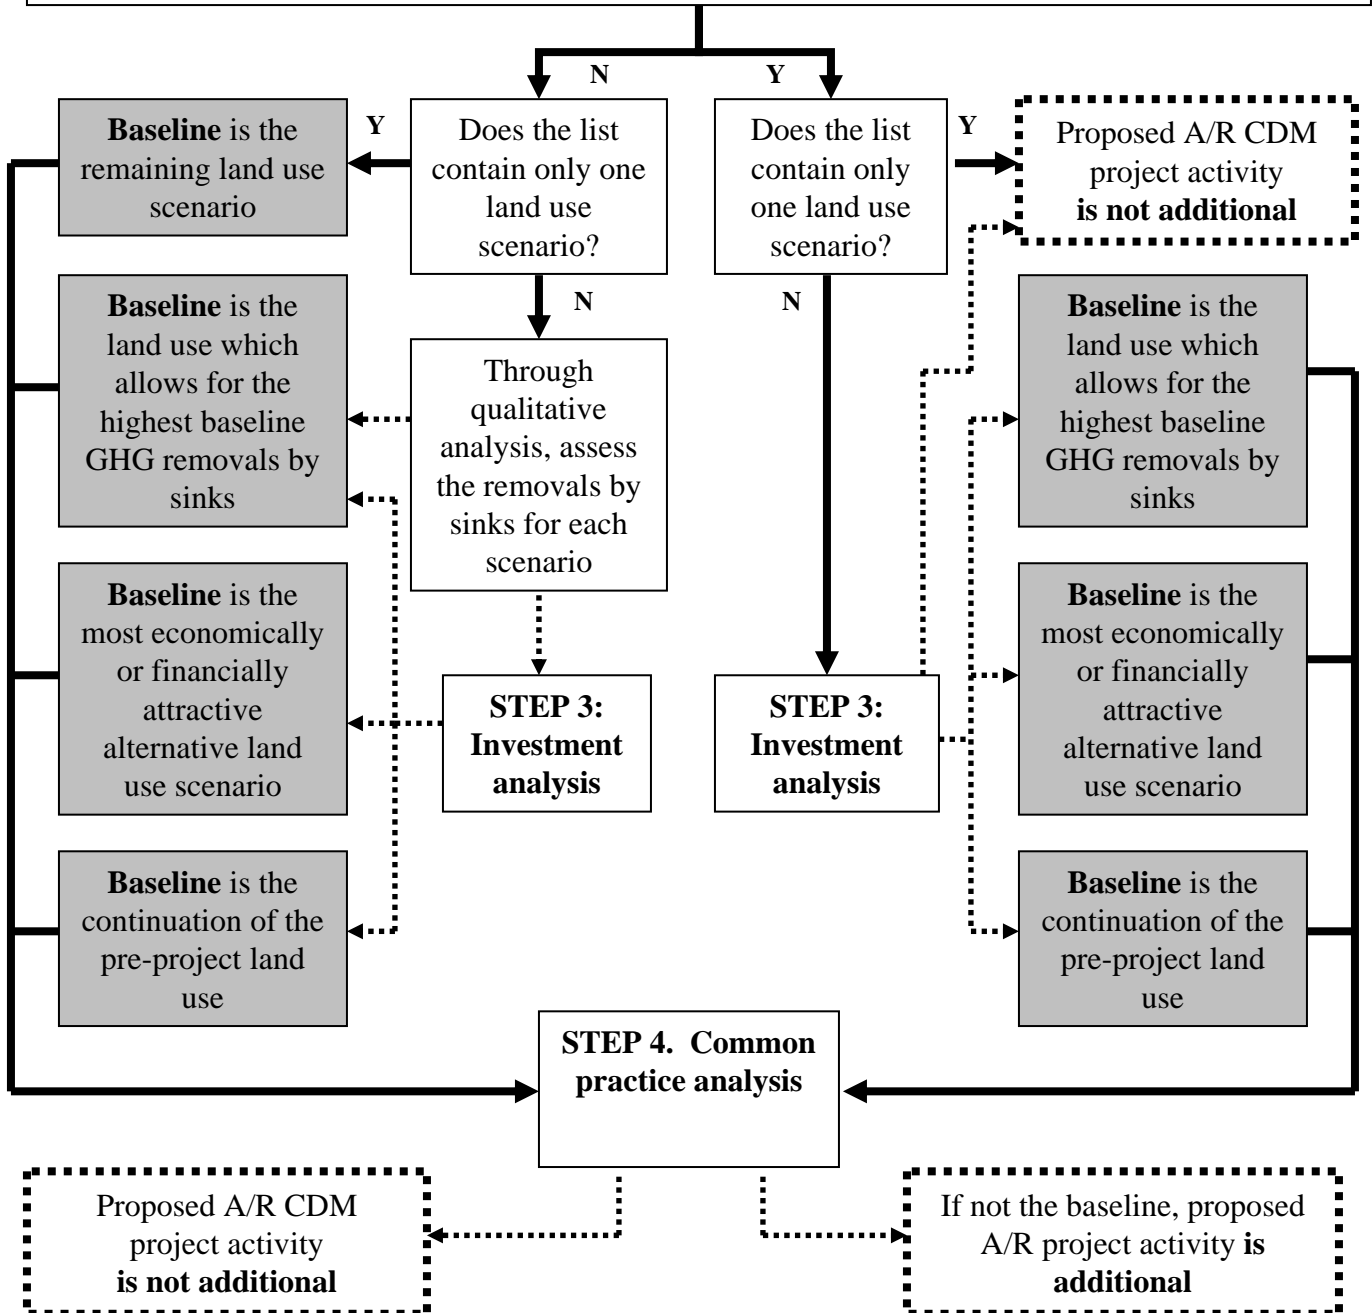 N
Y
Baseline is the
remaining land use
scenario
Y
Does the list
contain only one
land use
scenario?
Does the list
contain only
one land use
scenario?
Y
Proposed A/R CDM
project activity
is not additional
N
N
Baseline is the
land use which
allows for the
highest baseline
GHG removals by
sinks
Through
qualitative
analysis, assess
the removals by
sinks for each
scenario
Baseline is the
land use which
allows for the
highest baseline
GHG removals by
sinks
Baseline is the
most economically
or financially
attractive
alternative land
use scenario
STEP 3:
Investment
analysis
STEP 3:
Investment
analysis
Baseline is the
most economically
or financially
attractive
alternative land
use scenario
Baseline is the
continuation of the
pre-project land
use
Baseline is the
continuation of the
pre-project land
use
STEP 4.  Common
practice analysis
Proposed A/R CDM
project activity
is not additional
If not the baseline, proposed
A/R project activity is
additional